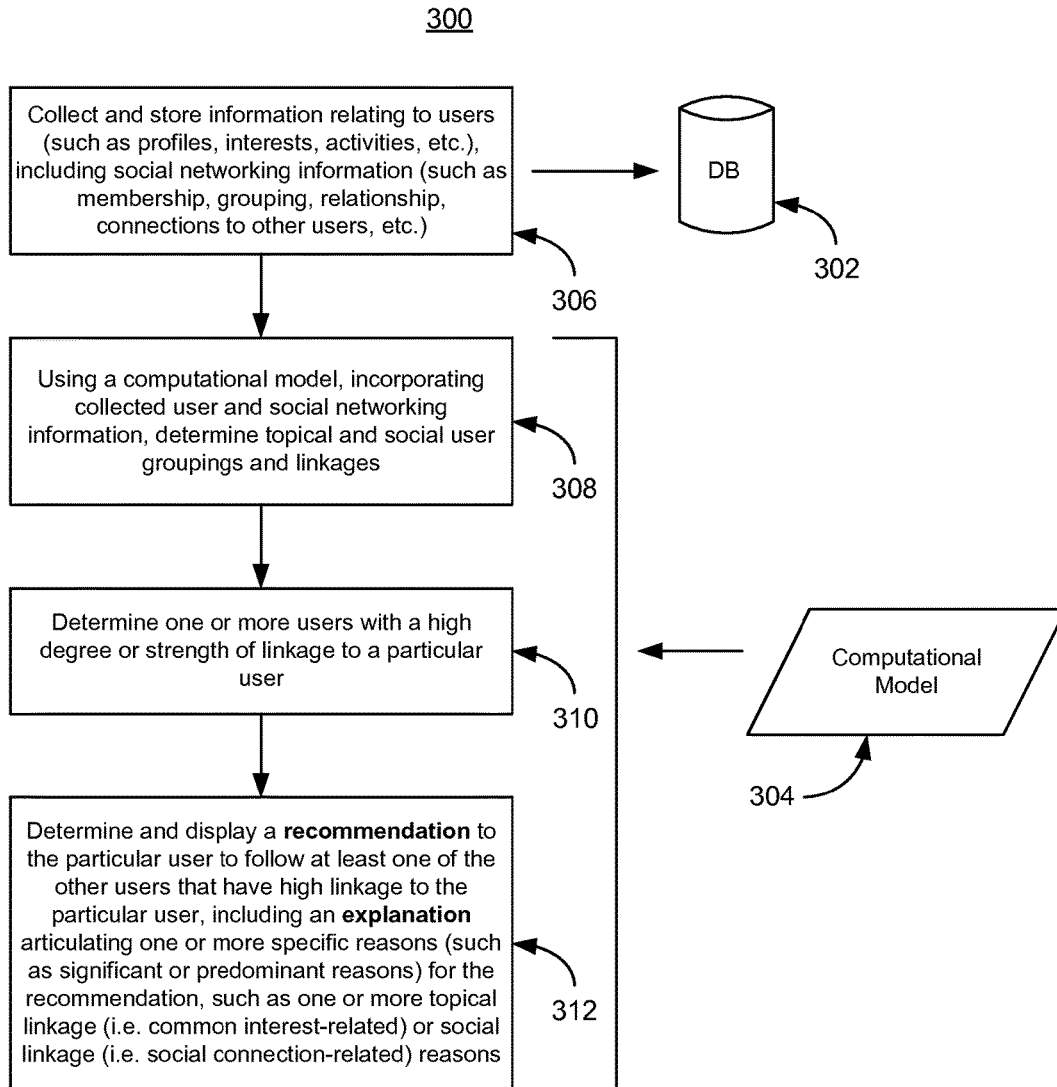 300
Collect and store information relating to users
(such as profiles, interests, activities, etc.),
including social networking information (such as
membership, grouping, relationship,
connections to other users, etc.)
DB
302
306
Using a computational model, incorporating
collected user and social networking
information, determine topical and social user
groupings and linkages
308
Determine one or more users with a high
degree or strength of linkage to a particular
user
310
Computational
Model
304
Determine and display a recommendation to
the particular user to follow at least one of the
other users that have high linkage to the
particular user, including an explanation
articulating one or more specific reasons (such
as significant or predominant reasons) for the
recommendation, such as one or more topical
linkage (i.e. common interest-related) or social
linkage (i.e. social connection-related) reasons
312